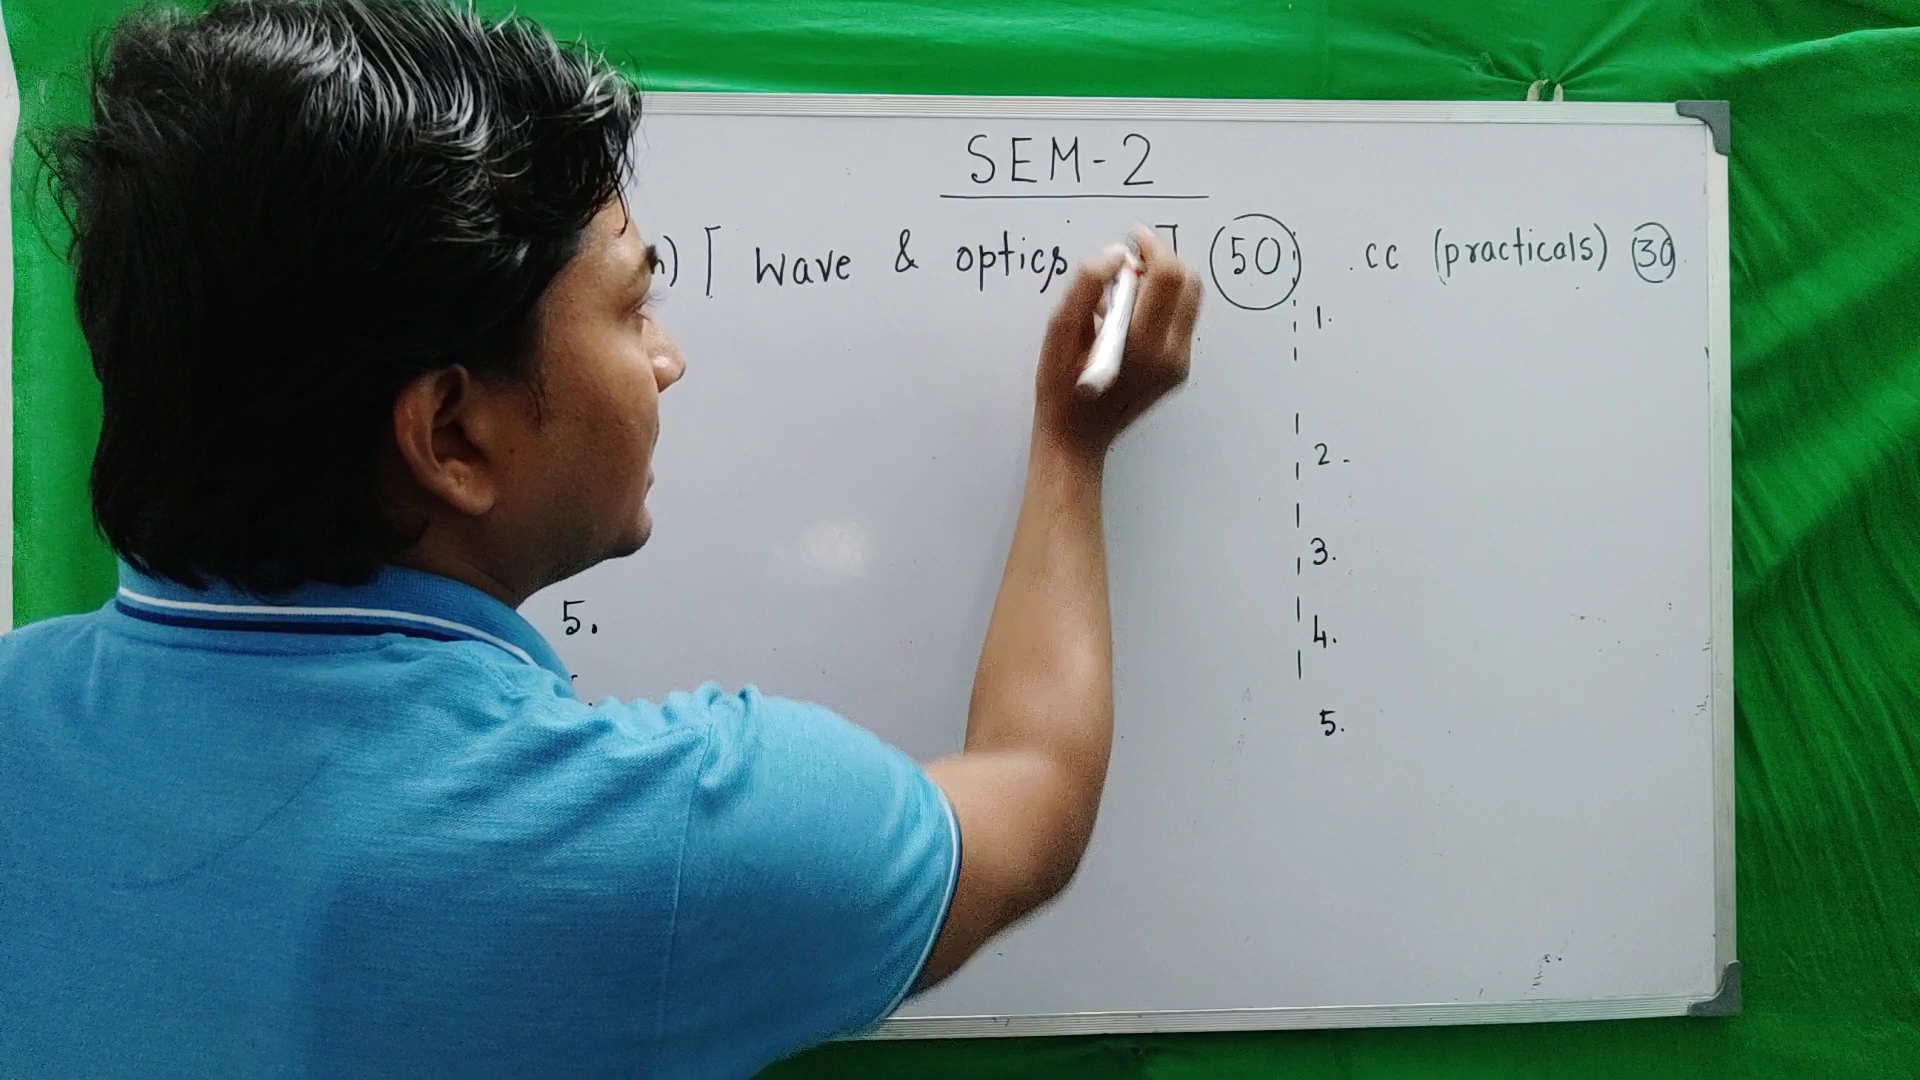 SEM-2
) [ wave & optics ] 50 cc (practicals) 30
1.
2.
3.
5. 4.
5.